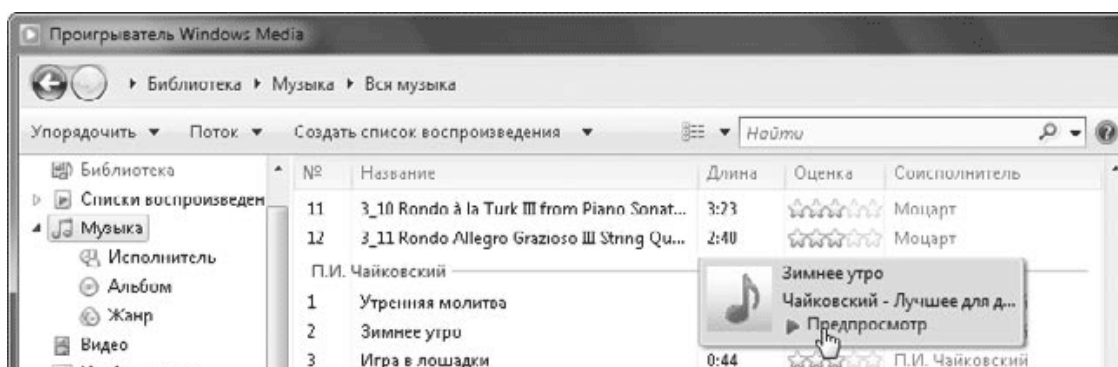 Проигрыватель Windows Media
Библиотека Музыка Вся музыка
Упорядочить Поток Создать список воспроизведения Найти
Библиотека
Списки воспроизведен
Музыка
Исполнитель
Альбом
Жанр
Видео
№ Название Длина Оценка Соисполнитель
11 3_10 Rondo à la Turk III from Piano Sonat... 3:23 Моцарт
12 3_11 Rondo Allegro Grazioso III String Qu... 2:40 Моцарт
П.И. Чайковский
1 Утренняя молитва
2 Зимнее утро
3 Игра в лошадки 0:44 П.И. Чайковский
Зимнее утро
Чайковский - Лучшее для д...
Предпросмотр